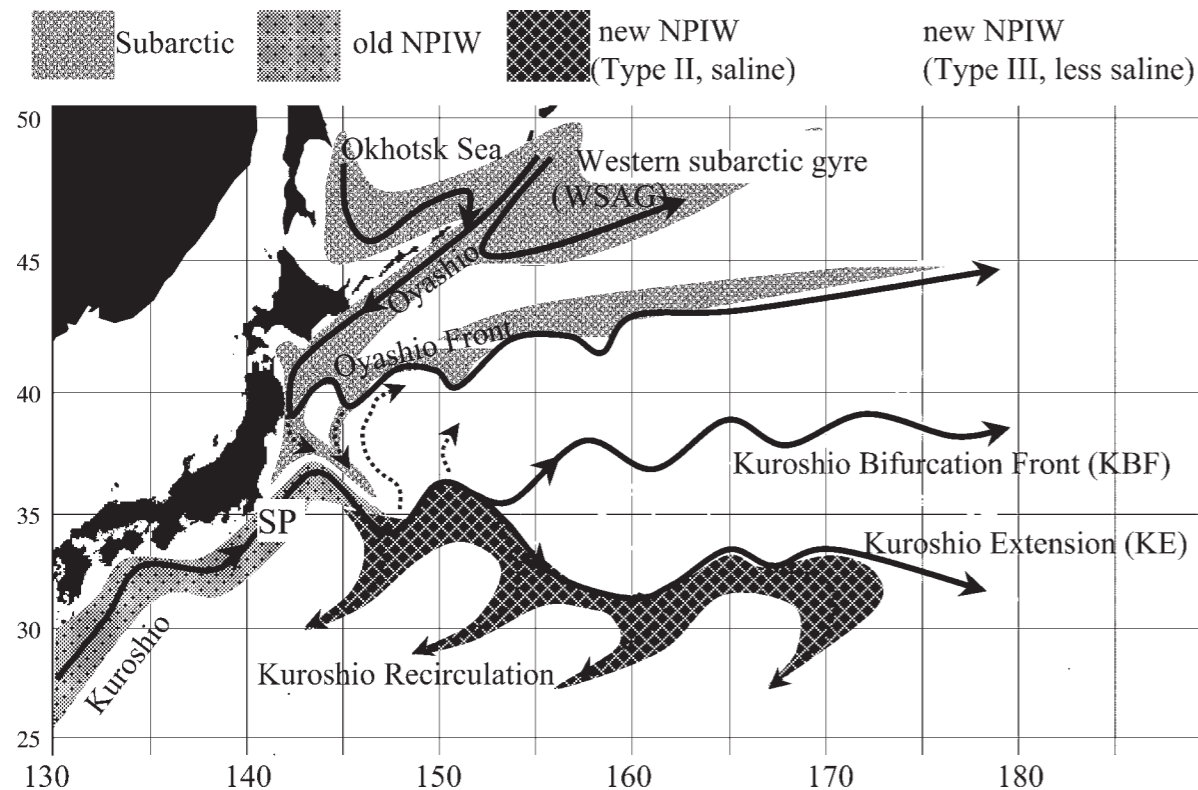 Subarctic
old NPIW
new NPIW
(Type II, saline)
new NPIW
(Type III, less saline)
50
Okhotsk Sea
Western subarctic gyre
(WSAG)
45
Oyashio
Oyashio Front
40
Kuroshio Bifurcation Front (KBF)
35
SP
Kuroshio Extension (KE)
30
Kuroshio
Kuroshio Recirculation
25
130
140
150
160
170
180